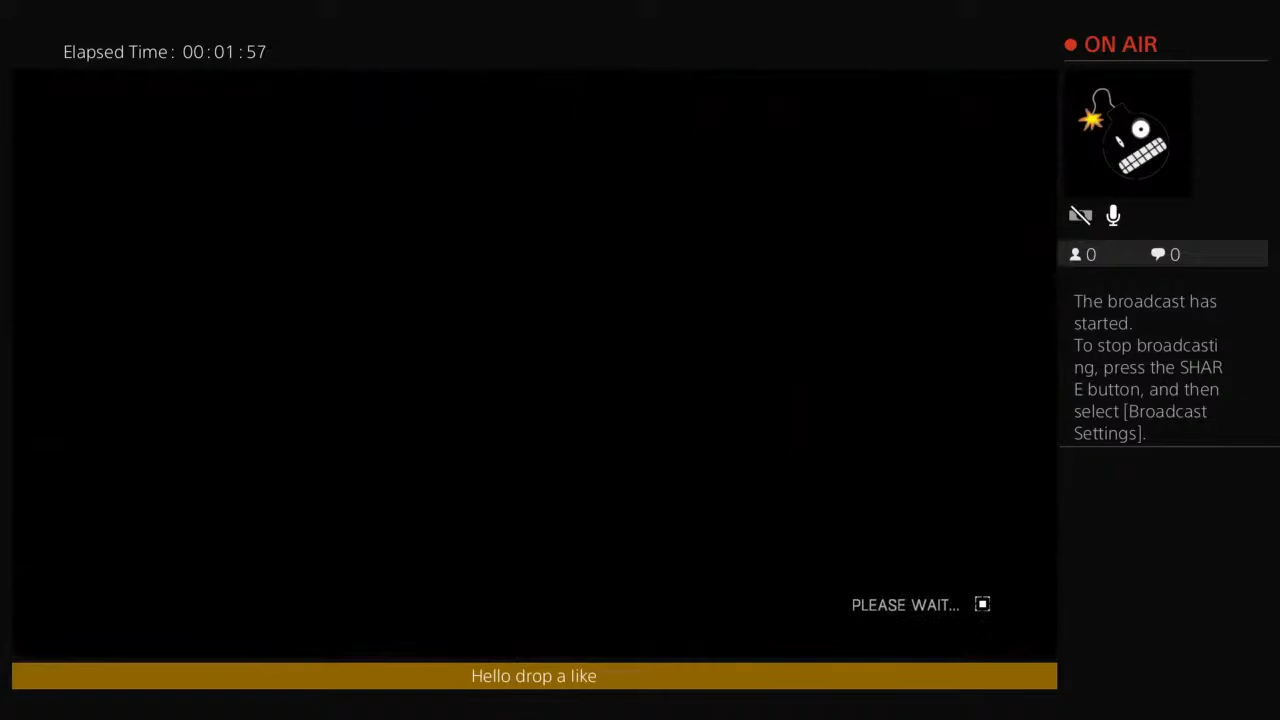 Elapsed Time: 00:01:57
ON AIR
0 0
The broadcast has
started.
To stop broadcasti
ng, press the SHAR
E button, and then
select [Broadcast
Settings].
PLEASE WAIT...
Hello drop a like